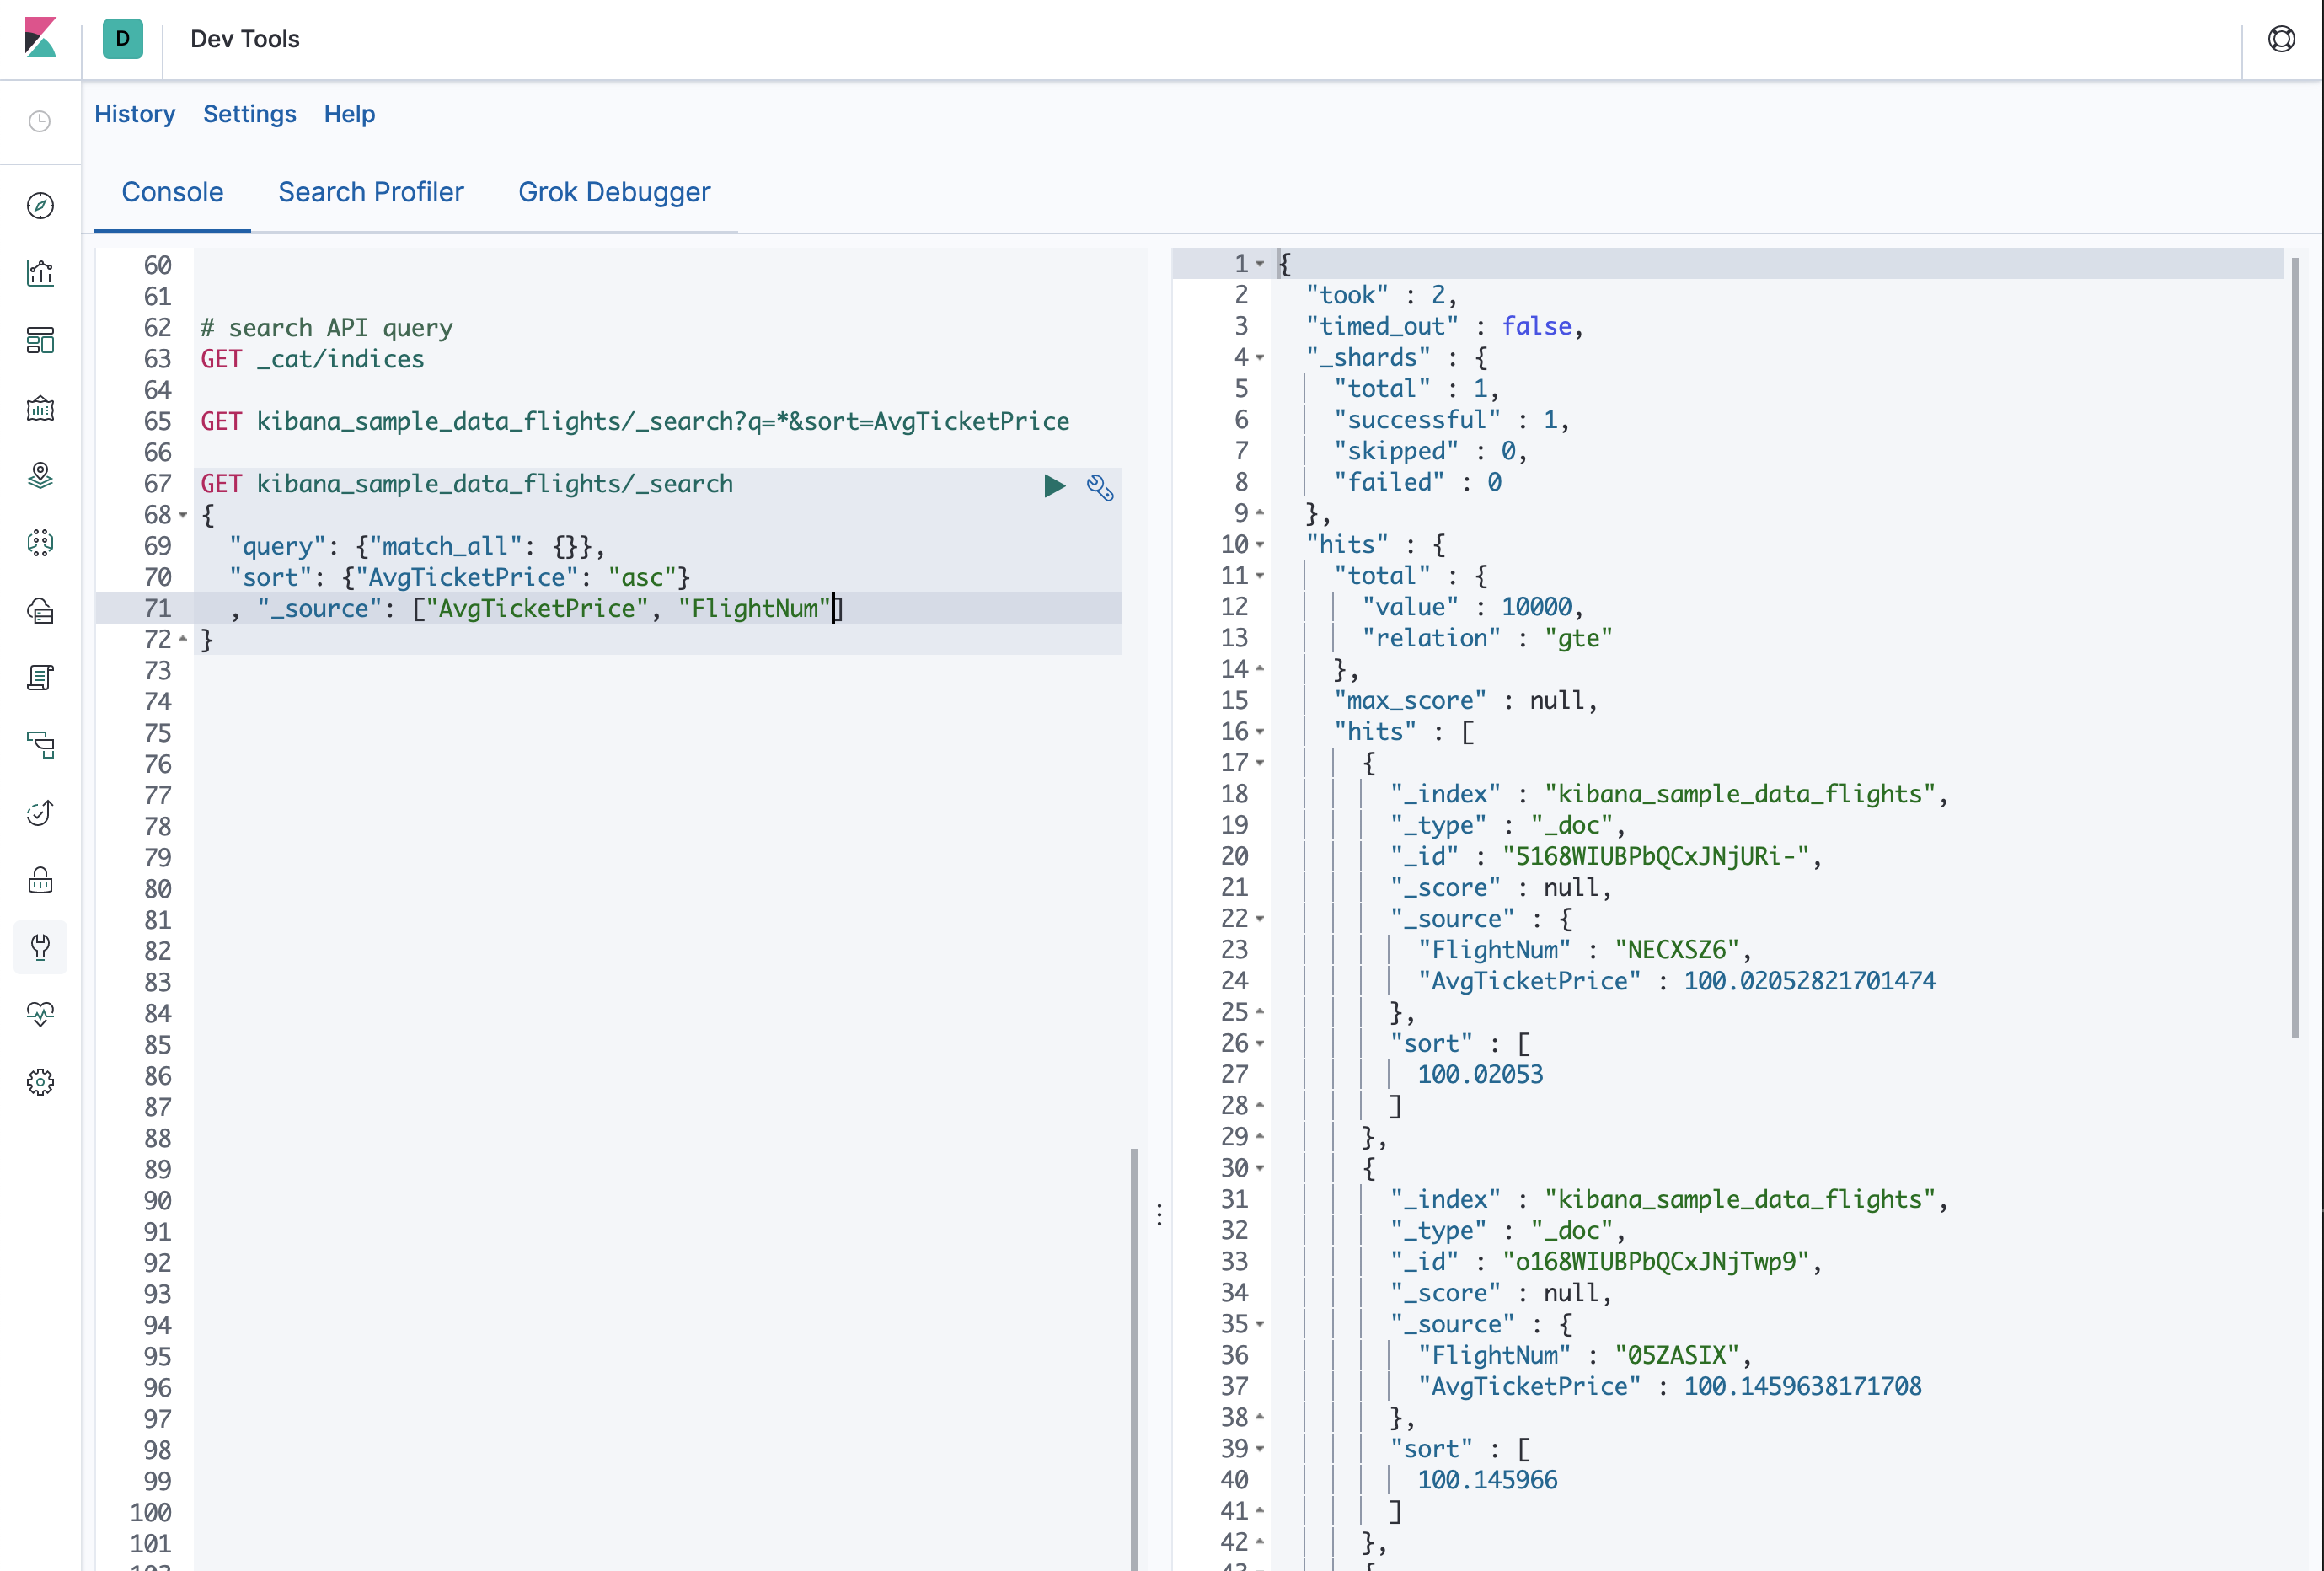 D
Dev Tools
History Settings Help
Console Search Profiler Grok Debugger
60
61
62 # search API query
63 GET _cat/indices
64
65 GET kibana_sample_data_flights/_search?q=*&sort=AvgTicketPrice
66
67 GET kibana_sample_data_flights/_search
68 {
69 "query": {"match_all": {}},
70 "sort": {"AvgTicketPrice": "asc"}
71 , "_source": ["AvgTicketPrice", "FlightNum"]
72 }
73
74
75
76
77
78
79
80
81
82
83
84
85
86
87
88
89
90
91
92
93
94
95
96
97
98
99
100
101
1 {
2 "took" : 2,
3 "timed_out" : false,
4 "_shards" : {
5 "total" : 1,
6 "successful" : 1,
7 "skipped" : 0,
8 "failed" : 0
9 },
10 "hits" : {
11 "total" : {
12 "value" : 10000,
13 "relation" : "gte"
14 },
15 "max_score" : null,
16 "hits" : [
17 {
18 "_index" : "kibana_sample_data_flights",
19 "_type" : "_doc",
20 "_id" : "5168WIUBPbQCxJNjURi-",
21 "_score" : null,
22 "_source" : {
23 "FlightNum" : "NECXSZ6",
24 "AvgTicketPrice" : 100.02052821701474
25 },
26 "sort" : [
27 100.02053
28 ]
29 },
30 {
31 "_index" : "kibana_sample_data_flights",
32 "_type" : "_doc",
33 "_id" : "o168WIUBPbQCxJNjTwp9",
34 "_score" : null,
35 "_source" : {
36 "FlightNum" : "05ZASIX",
37 "AvgTicketPrice" : 100.1459638171708
38 },
39 "sort" : [
40 100.145966
41 ]
42 },